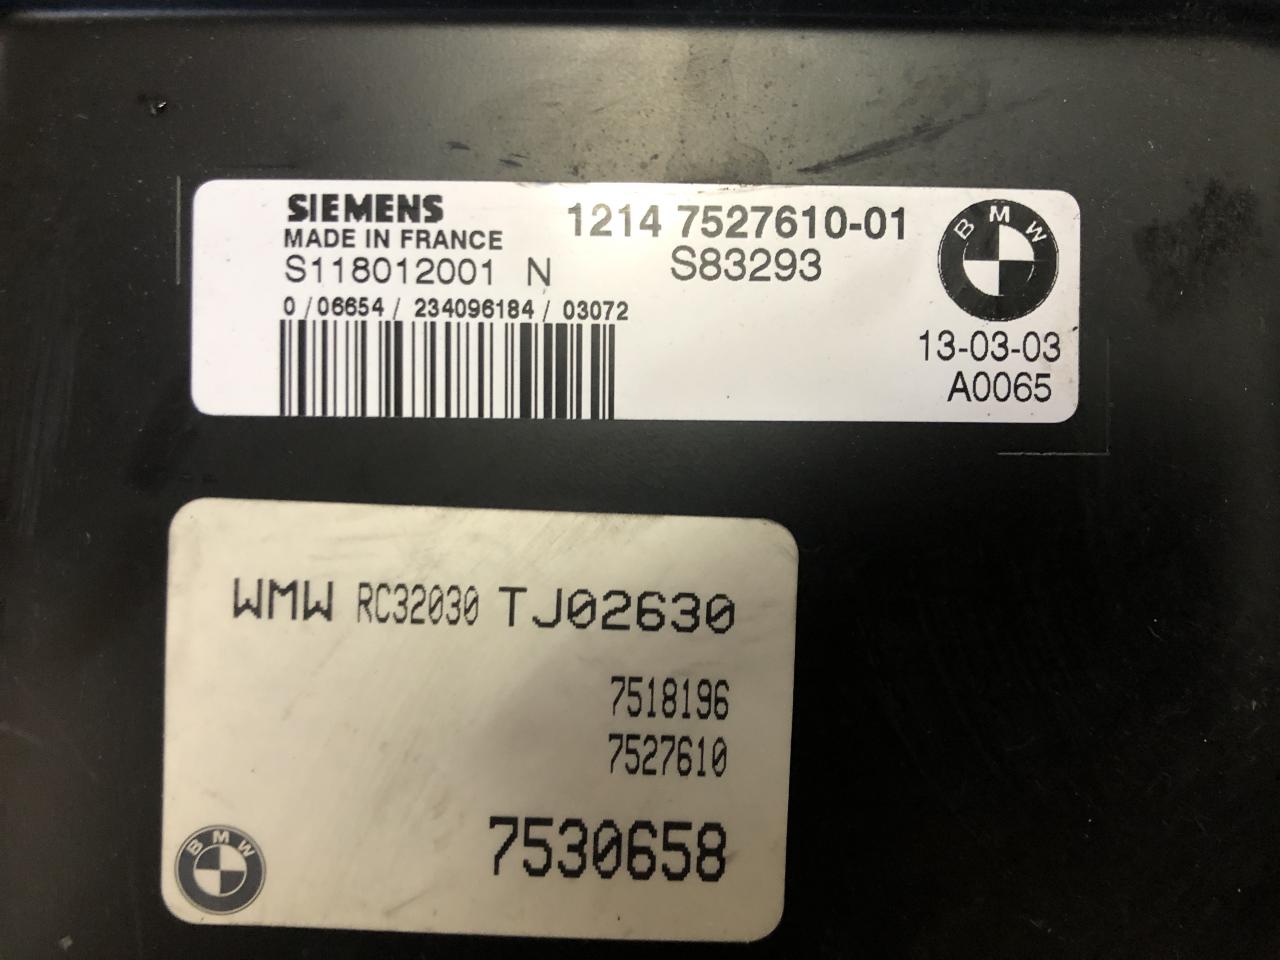 SIEMENS
MADE IN FRANCE
S118012001 N
0 / 06654 / 234096184 / 03072
1214 7527610-01
S83293
BMW
13-03-03
A0065
WMW RC32030 TJ02630
7518196
7527610
7530658
BMW